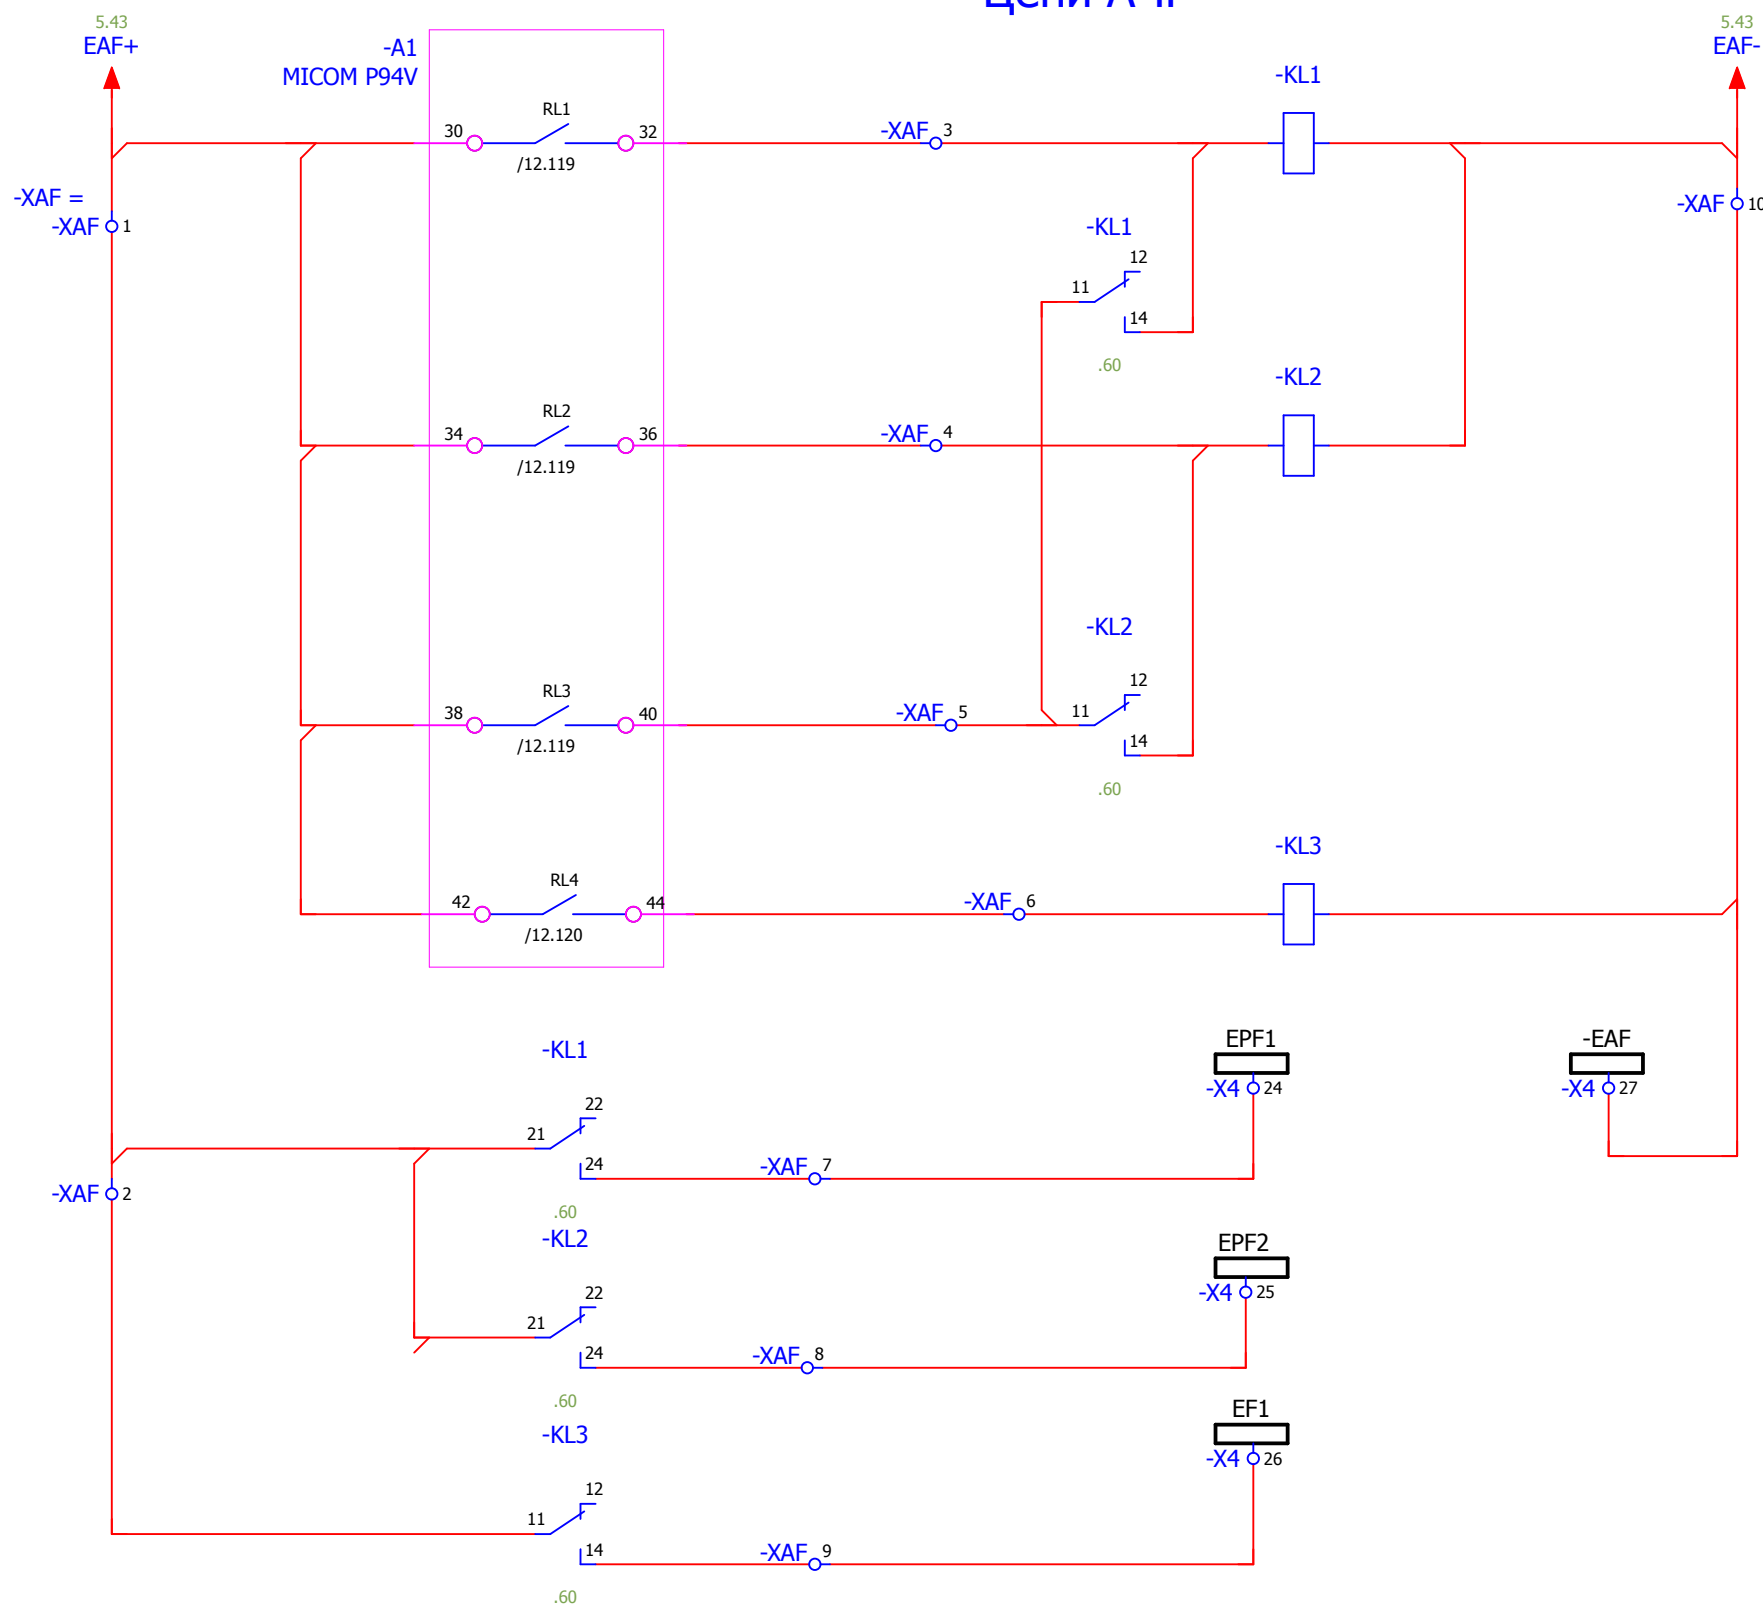 5.43
EAF+
5.43
EAF-
-A1
MICOM P94V
-KL1
RL1
30
32
/12.119
-XAF
3
-XAF =
-XAF
1
-XAF
10
-KL1
12
11
14
.60
-KL2
RL2
34
36
/12.119
-XAF
4
-KL2
RL3
38
40
/12.119
-XAF
5
12
11
14
.60
-KL3
RL4
42
44
/12.120
-XAF
6
-KL1
EPF1
-EAF
-X4
24
-X4
27
22
21
24
-XAF
7
-XAF
2
.60
-KL2
EPF2
-X4
25
22
21
24
-XAF
8
.60
-KL3
EF1
-X4
26
12
11
14
-XAF
9
.60